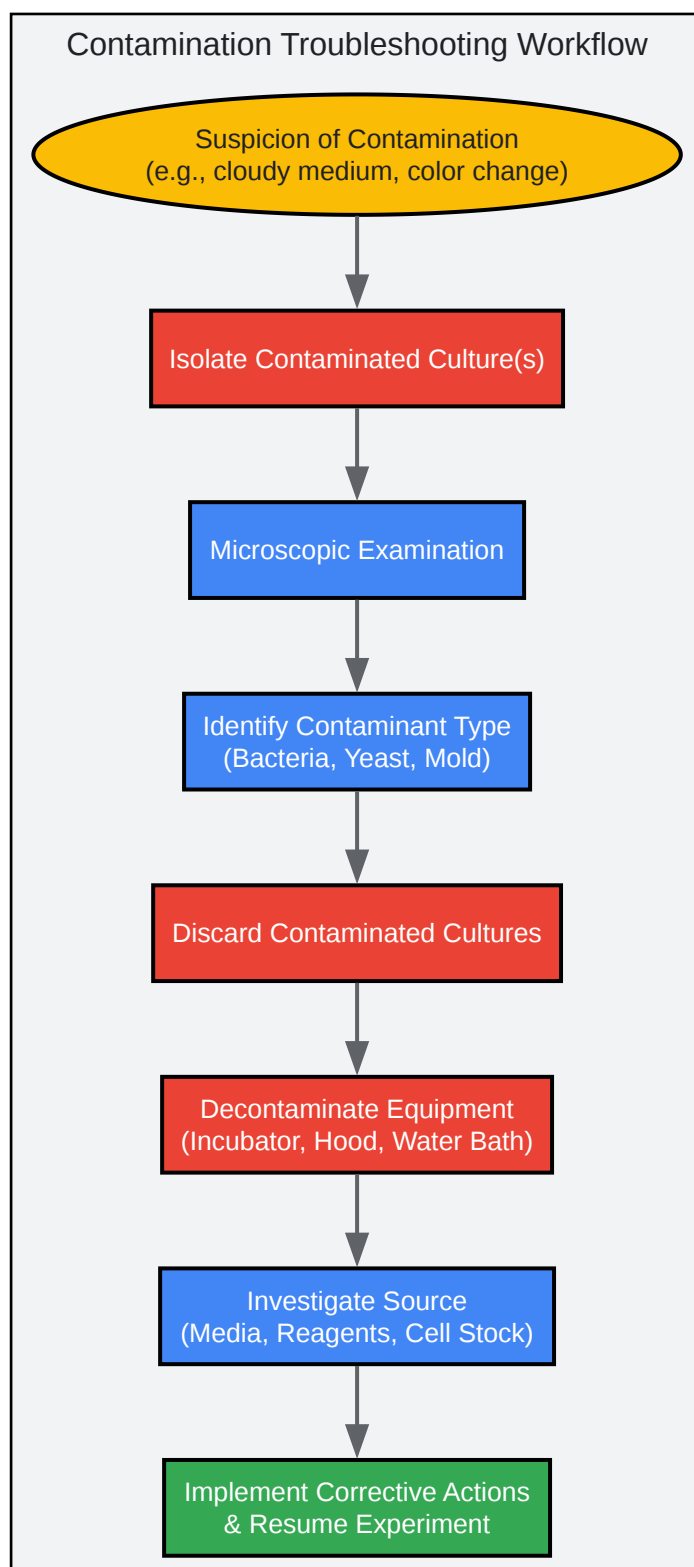 Contamination Troubleshooting Workflow
Suspicion of Contamination
(e.g., cloudy medium, color change)
Isolate Contaminated Culture(s)
Microscopic Examination
Identify Contaminant Type
(Bacteria, Yeast, Mold)
Discard Contaminated Cultures
Decontaminate Equipment
(Incubator, Hood, Water Bath)
Investigate Source
(Media, Reagents, Cell Stock)
Implement Corrective Actions
& Resume Experiment